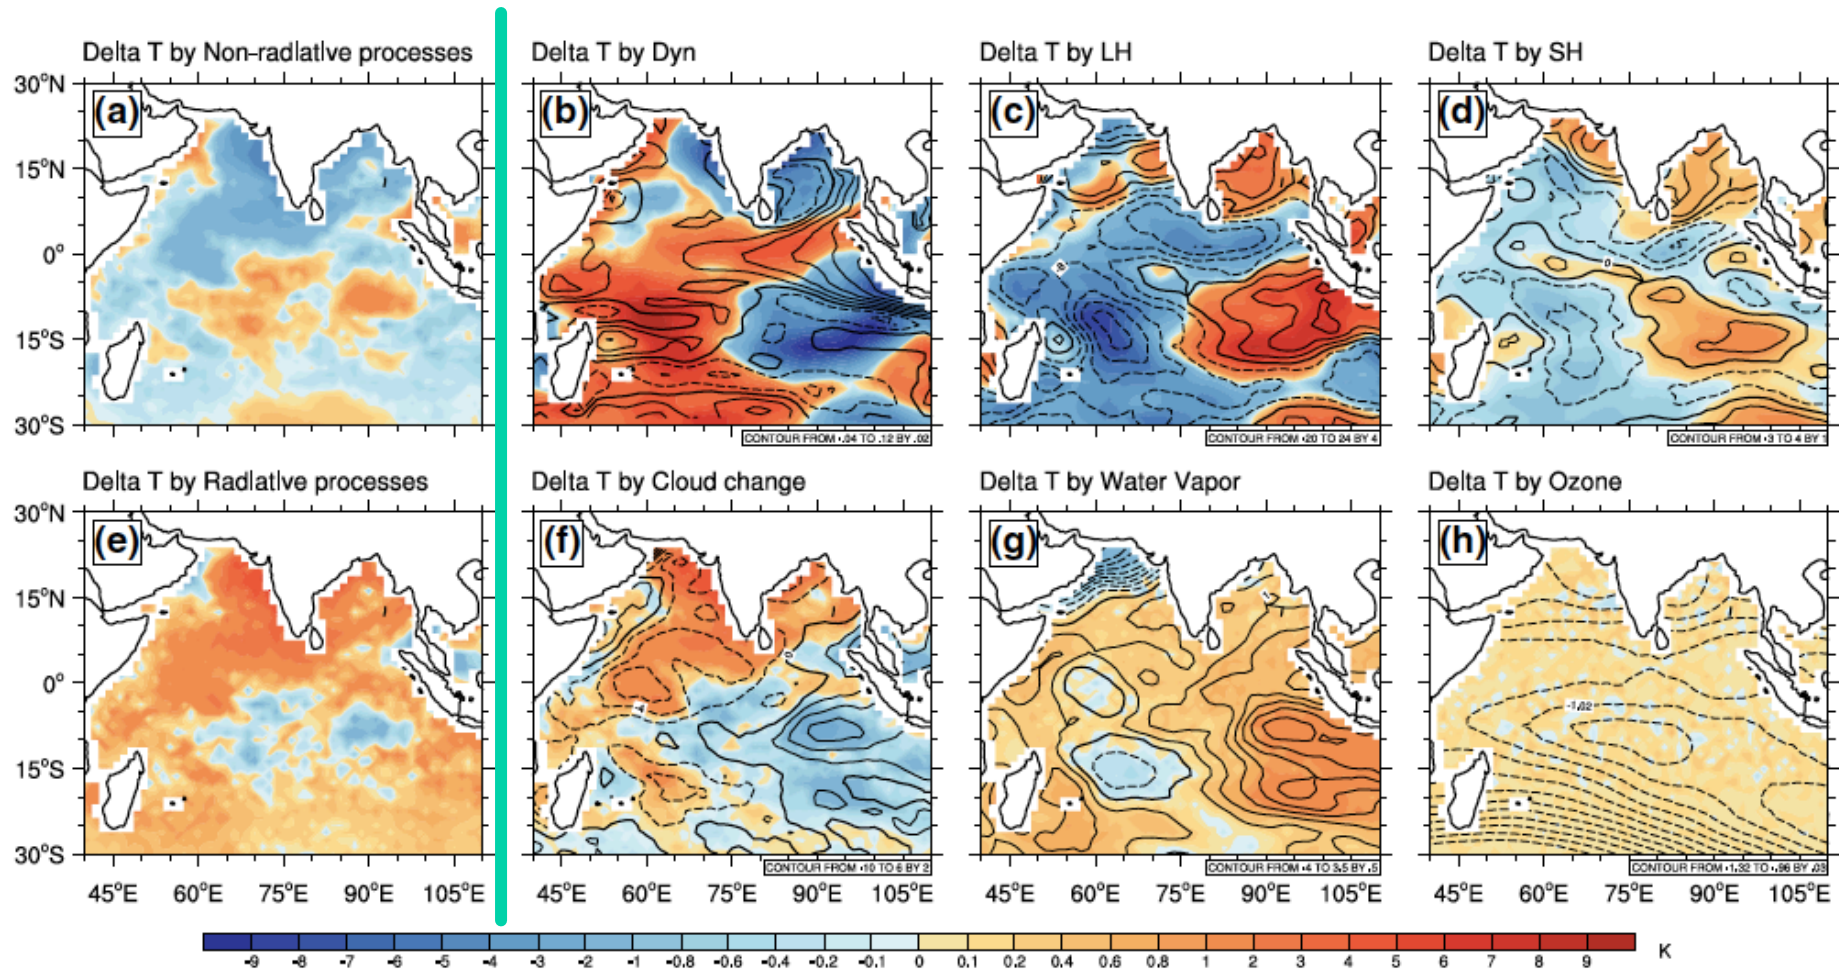 Delta T by Non-radiative processes
Delta T by Dyn
Delta T by LH
Delta T by SH
30°N
(a)
(b)
(c)
(d)
15°N
0°
15°S
30°S
CONTOUR FROM -.04 TO .12 BY .02
CONTOUR FROM -20 TO 24 BY 4
CONTOUR FROM -3 TO 4 BY 1
0
Delta T by Radiative processes
Delta T by Cloud change
Delta T by Water Vapor
Delta T by Ozone
30°N
(e)
(f)
(g)
(h)
15°N
0
0°
-1.02
15°S
30°S
CONTOUR FROM -10 TO 6 BY 2
CONTOUR FROM -4 TO 3.5 BY .5
CONTOUR FROM -1.32 TO -.96 BY .03
45°E 60°E 75°E 90°E 105°E
45°E 60°E 75°E 90°E 105°E
45°E 60°E 75°E 90°E 105°E
45°E 60°E 75°E 90°E 105°E
-9 -8 -7 -6 -5 -4 -3 -2 -1 -0.8 -0.6 -0.4 -0.2 -0.1 0 0.1 0.2 0.4 0.6 0.8 1 2 3 4 5 6 7 8 9 K